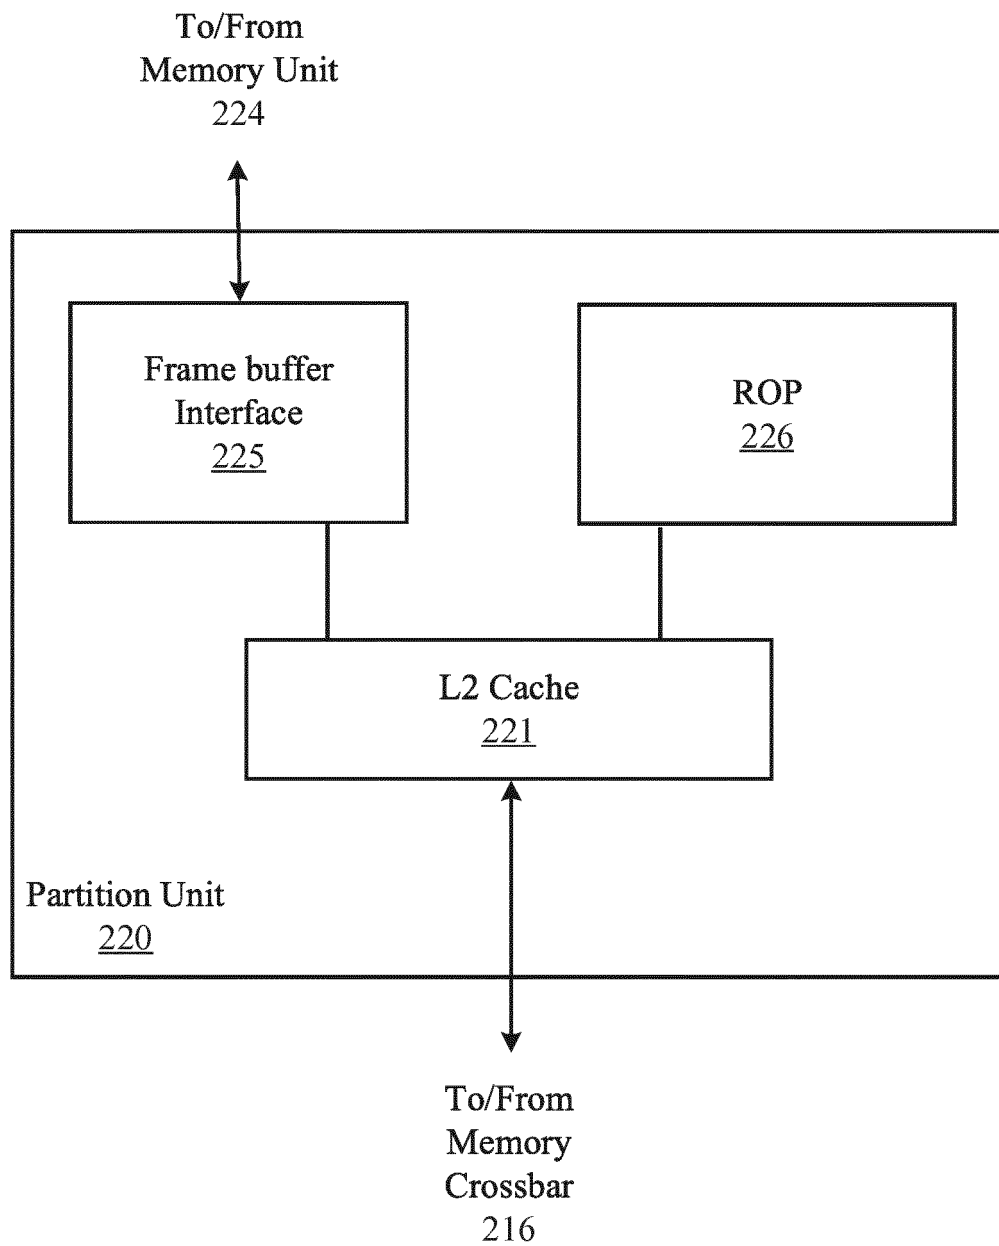 To/From
Memory Unit
224
Frame buffer
Interface
225
ROP
226
L2 Cache
221
Partition Unit
220
To/From
Memory
Crossbar
216